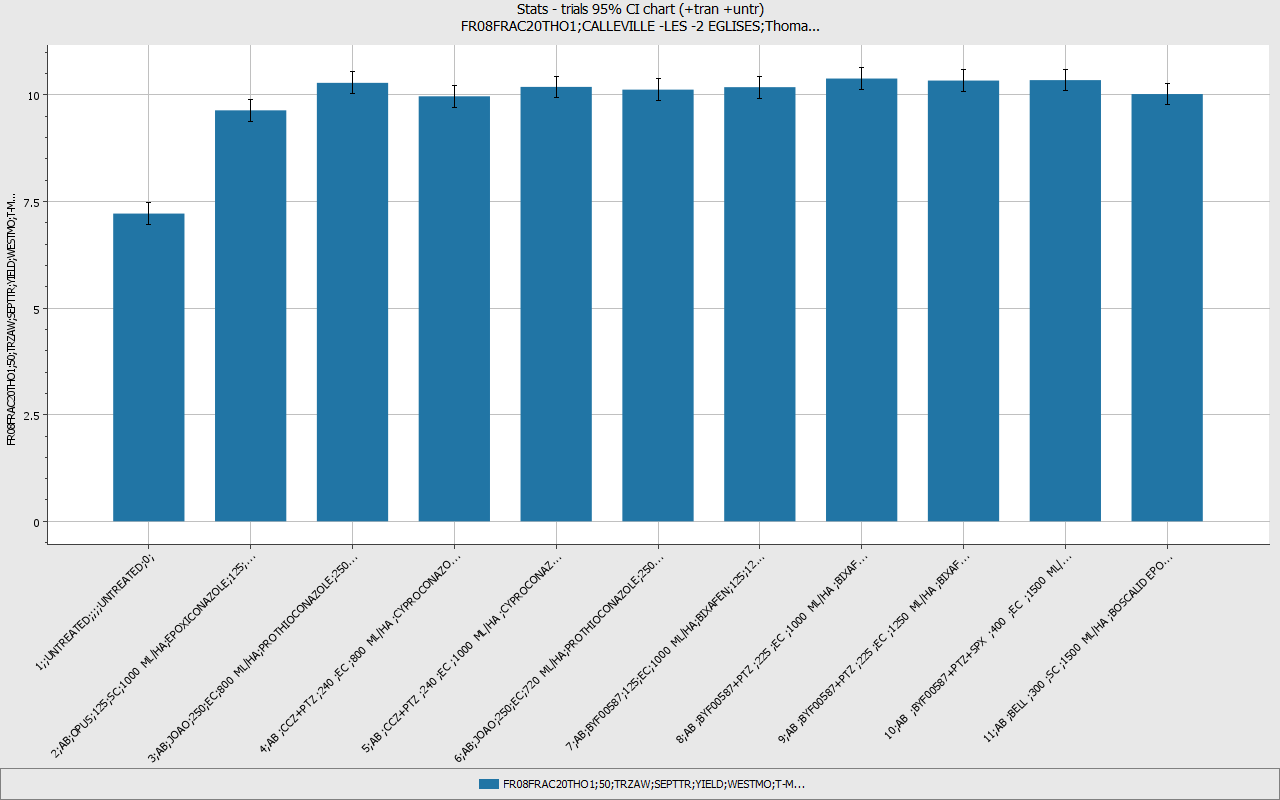 Stats - trials 95% CI chart (+tran +untr)
FR08FRAC20THO1;CALLEVILLE -LES -2 EGLISES;Thoma...
FR08FRAC20THO1;50;TRZAW;SEPTTR;YIELD;WESTMO;T-M...
10
7.5
5
2.5
0
1;;UNTREATED;;;;UNTREATED;0;
2;AB;OPUS;125;SC;1000 ML/HA;EPOXICONAZOLE;125;...
3;AB;JOAO;250;EC;800 ML/HA;PROTHIOCONAZOLE;250...
4;AB ;CCZ+PTZ ;240 ;EC ;800 ML/HA ;CYPROCONAZO...
5;AB ;CCZ+PTZ ;240 ;EC ;1000 ML/HA ;CYPROCONAZ...
6;AB;JOAO;250;EC;720 ML/HA;PROTHIOCONAZOLE;250...
7;AB;BYF00587;125;EC;1000 ML/HA;BIXAFEN;125;12...
8;AB ;BYF00587+PTZ ;225 ;EC ;1000 ML/HA ;BIXAF...
9;AB ;BYF00587+PTZ ;225 ;EC ;1250 ML/HA ;BIXAF...
10;AB ;BYF00587+PTZ+SPX ;400 ;EC ;1500 ML/...
11;AB ;BELL ;300 ;SC ;1500 ML/HA ;BOSCALID EPO...
FR08FRAC20THO1;50;TRZAW;SEPTTR;YIELD;WESTMO;T-M...